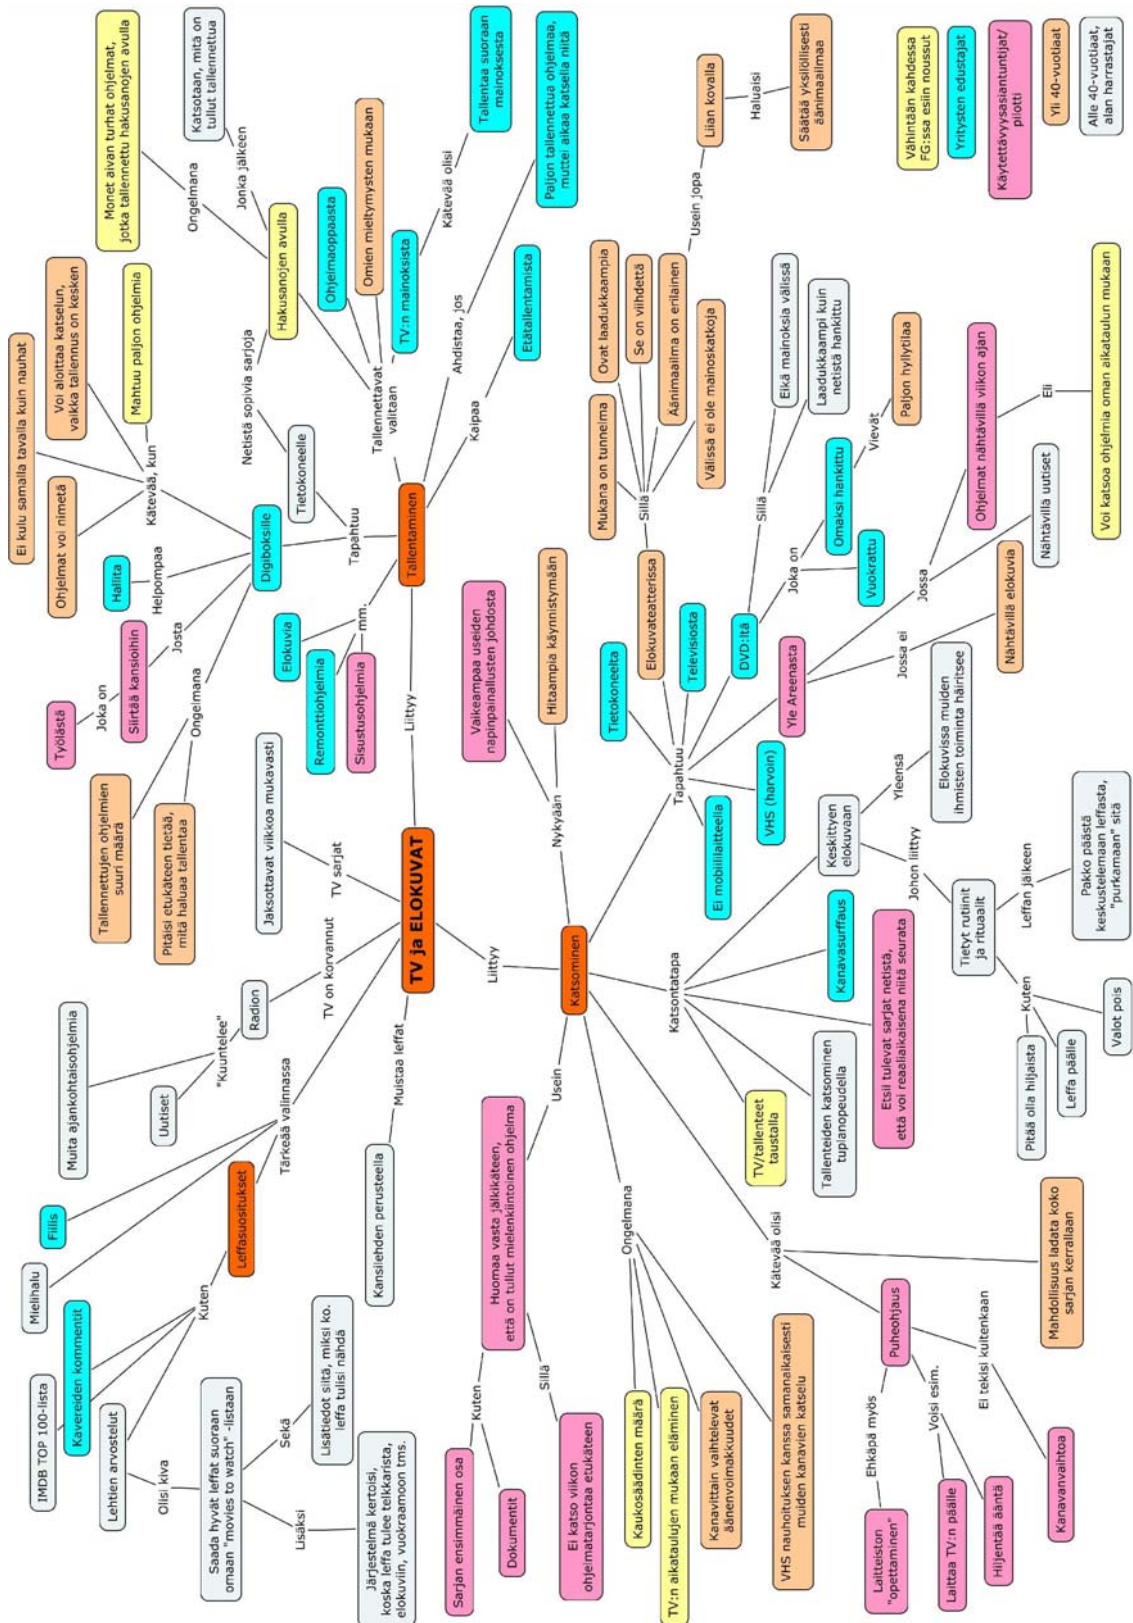 TV ja ELOKUVAT
Tärkeää valinnassa
Mielihalu
Fiilis
Leffasuositukset
Kuten
IMDB TOP 100-lista
Kavereiden kommentit
Lehtien arvostelut
Olisi kiva
Saada hyvät leffat suoraan
omaan "movies to watch" -listaan
Sekä
Lisätiedot siitä, miksi ko.
leffa tulisi nähdä
Lisäksi
Järjestelmä kertoisi,
koska leffa tulee telkkarista,
elokuviin, vuokraamoon tms.
TV on korvannut
Radion
"Kuuntelee"
Uutiset
Muita ajankohtaisohjelmia
TV sarjat
Jaksottavat viikkoa mukavasti
Muistaa leffat
Kansilehden perusteella
Liittyy
Tallentaminen
mm.
Elokuvia
Remonttiohjelmia
Sisustusohjelmia
Tapahtuu
Digiboksille
Ongelmana
Tallennettujen ohjelmien
suuri määrä
Pitäisi etukäteen tietää,
mitä haluaa tallentaa
Josta
Siirtää kansioihin
Joka on
Työlästä
Helpompaa
Hallita
Kätevää, kun
Ohjelmat voi nimetä
Ei kulu samalla tavalla kuin nauhat
Voi aloittaa katselun,
vaikka tallennus on kesken
Mahtuu paljon ohjelmia
Tietokoneelle
Netistä sopivia sarjoja
Tallennettavat
valitaan
Hakusanojen avulla
Ongelmana
Monet aivan turhat ohjelmat,
jotka tallennettu hakusanojen avulla
Jonka jälkeen
Katsotaan, mitä on
tullut tallennettua
Ohjelmaoppaasta
Omien mieltymysten mukaan
TV:n mainoksista
Kätevää olisi
Tallentaa suoraan
mainoksesta
Ahdistaa, jos
Paljon tallennettua ohjelmaa,
muttei aikaa katsella niitä
Kaipaa
Etätallentamista
Liittyy
Katsominen
Nykyään
Vaikeampaa useiden
napinpainallusten johdosta
Hitaampia käynnistymään
Usein
Huomaa vasta jälkikäteen,
että on tullut mielenkiintoinen ohjelma
Kuten
Sarjan ensimmäinen osa
Dokumentit
Sillä
Ei katso viikon
ohjelmatarjontaa etukäteen
Ongelmana
Kaukosäädinten määrä
TV:n aikataulujen mukaan eläminen
Kanavittain vaihtelevat
äänenvoimakkuudet
VHS nauhoituksen kanssa samanaikaisesti
muiden kanavien katselu
Kätevää olisi
Puheohjaus
Ehkäpä myös
Laitteiston
"opettaminen"
Voisi esim.
Laittaa TV:n päälle
Hiljentää ääntä
Ei tekisi kuitenkaan
Kanavanvaihtoa
Mahdollisuus ladata koko
sarjan kerrallaan
Katsontatapa
TV/tallenteet
taustalla
Tallenteiden katsominen
tuplanopeudella
Etsii tulevat sarjat netistä,
että voi reaaliaikaisena niitä seurata
Kanavasurffaus
Keskittyen
elokuvaan
Yleensä
Elokuvissa muiden
ihmisten toiminta häiritsee
Johon liittyy
Tietyt rutiinit
ja rituaalit
Kuten
Pitää olla hiljaista
Leffa päälle
Valot pois
Leffan jälkeen
Pakko päästä
keskustelemaan leffasta,
"purkamaan" sitä
Tapahtuu
Ei mobiililaitteella
VHS (harvoin)
Tietokoneelta
Televisiosta
Elokuvateatterissa
Sillä
Mukana on tunnelma
Ovat laadukkaampia
Se on viihdettä
Äänimaailma on erilainen
Välissä ei ole mainoskatkoja
Usein jopa
Liian kovalla
Haluaisi
Säätää yksilöllisesti
äänimaailmaa
DVD:ltä
Sillä
Eikä mainoksia välissä
Laadukkaampi kuin
netistä hankittu
Joka on
Omaksi hankittu
Vievät
Paljon hyllytilaa
Vuokrattu
Yle Areenasta
Jossa
Ohjelmat nähtävillä viikon ajan
Eli
Voi katsoa ohjelmia oman aikataulun mukaan
Nähtävillä uutiset
Jossa ei
Nähtävillä elokuvia
Vähintään kahdessa
FG:ssa esiin noussut
Yritysten edustajat
Käytettävyysasiantuntijat/
pilotti
Yli 40-vuotiaat
Alle 40-vuotiaat,
alan harrastajat